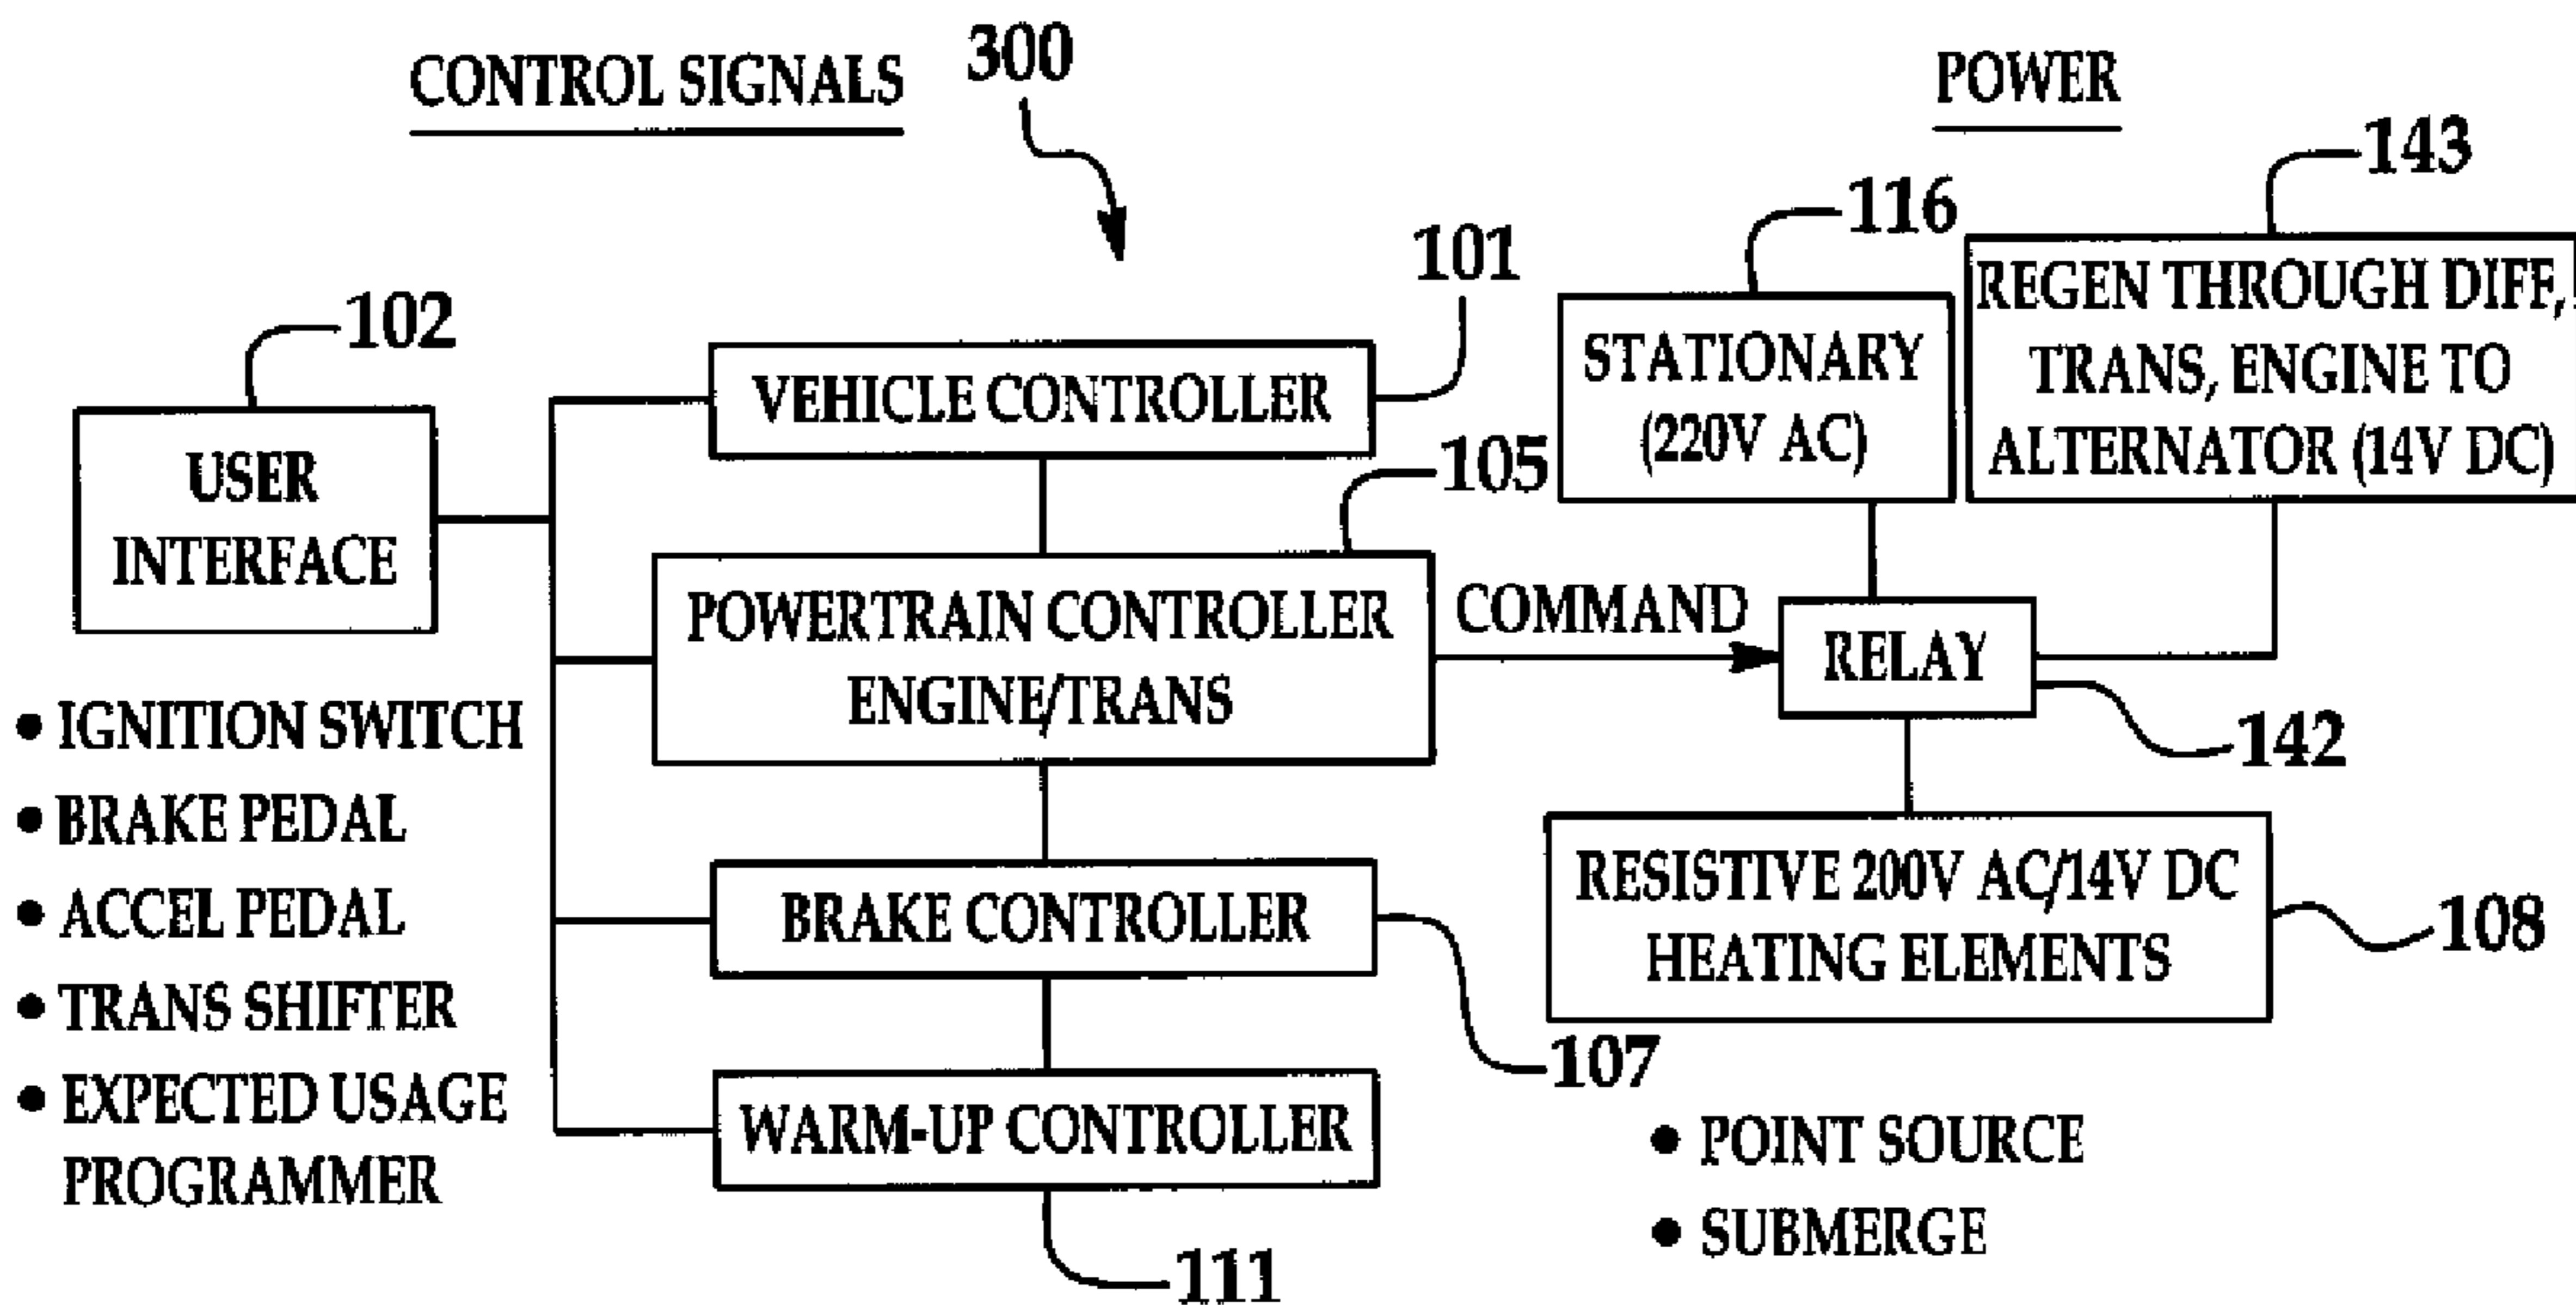 CONTROL SIGNALS
300
POWER
143
116
101
102
REGEN THROUGH DIFF,
TRANS, ENGINE TO
ALTERNATOR (14V DC)
STATIONARY
(220V AC)
VEHICLE CONTROLLER
USER
INTERFACE
105
POWERTRAIN CONTROLLER
ENGINE/TRANS
COMMAND
RELAY
142
• IGNITION SWITCH
• BRAKE PEDAL
• ACCEL PEDAL
• TRANS SHIFTER
• EXPECTED USAGE
PROGRAMMER
BRAKE CONTROLLER
RESISTIVE 200V AC/14V DC
HEATING ELEMENTS
108
107
WARM-UP CONTROLLER
• POINT SOURCE
• SUBMERGE
111